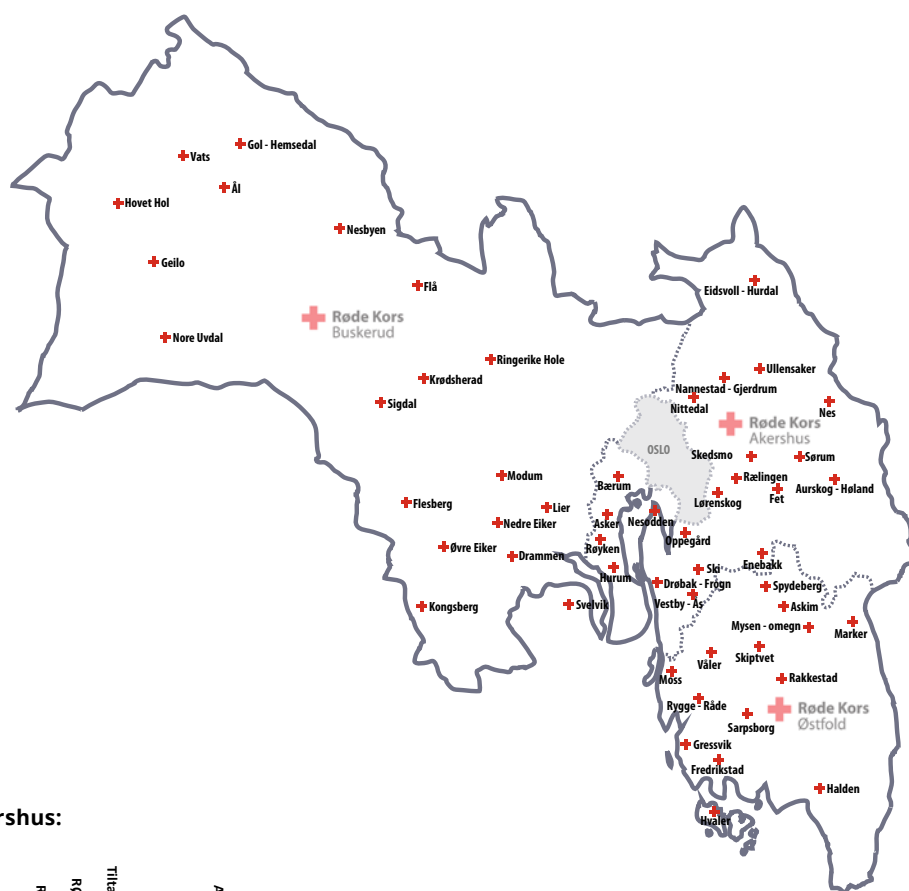 Gol - Hemsedal
Vats
Ål
Hovet Hol
Nesbyen
Geilo
Flå
Eidsvoll - Hurdal
Røde Kors
Buskerud
Nore Uvdal
Ringerike Hole
Ullensaker
Krødsherad
Nannestad - Gjerdrum
Sigdal
Nittedal
Nes
Røde Kors
Akershus
OSLO
Skedsmo
Sørum
Modum
Bærum
Rælingen
Aurskog - Høland
Flesberg
Lørenskog
Fet
Lier
Nedre Eiker
Asker
Nesodden
Oppegård
Øvre Eiker
Drammen
Røyken
Enebakk
Hurum
Ski
Drøbak - Frogn
Spydeberg
Kongsberg
Svelvik
Vestby - Ås
Askim
Mysen - omegn
Marker
Våler
Skiptvet
Moss
Rakkestad
Rygge - Råde
Røde Kors
Østfold
Sarpsborg
Gressvik
Fredrikstad
Halden
Hvaler
rshus:
Tilta
R
RØ
A